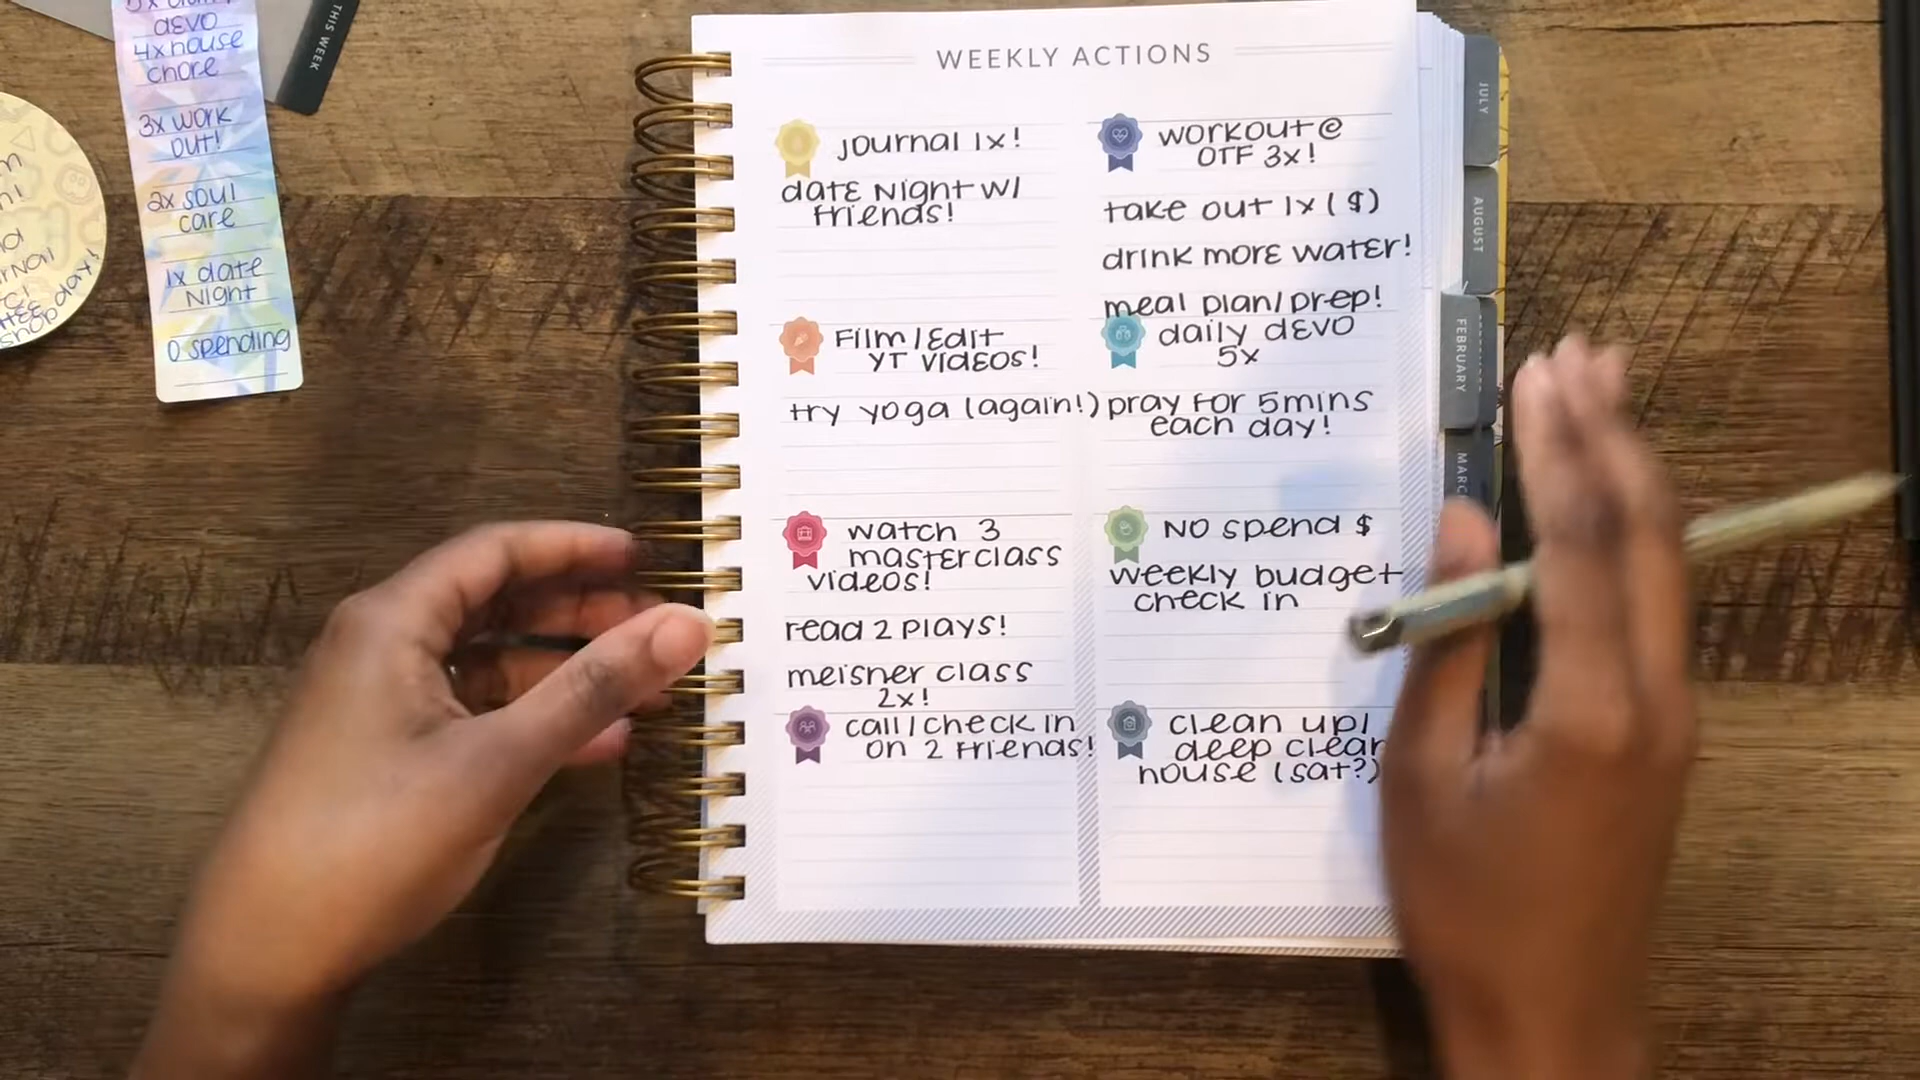 devo
4x house
chore
3x work
out!
2x soul
care
1x date
night
0 spending
THIS WEEK
shop
WEEKLY ACTIONS
journal 1x!
date night w/
friends!
Film/Edit
YT videos!
try yoga (again!)
watch 3
masterclass
videos!
read 2 plays!
meisner class
2x!
call/check in
on 2 friends!
workout @
OTF 3x!
take out 1x ($)
drink more water!
meal plan/prep!
daily devo
5x
pray for 5mins
each day!
No spend $
weekly budget
check in
clean up/
deep clean
house (sat?)
JULY
AUGUST
FEBRUARY
MARC